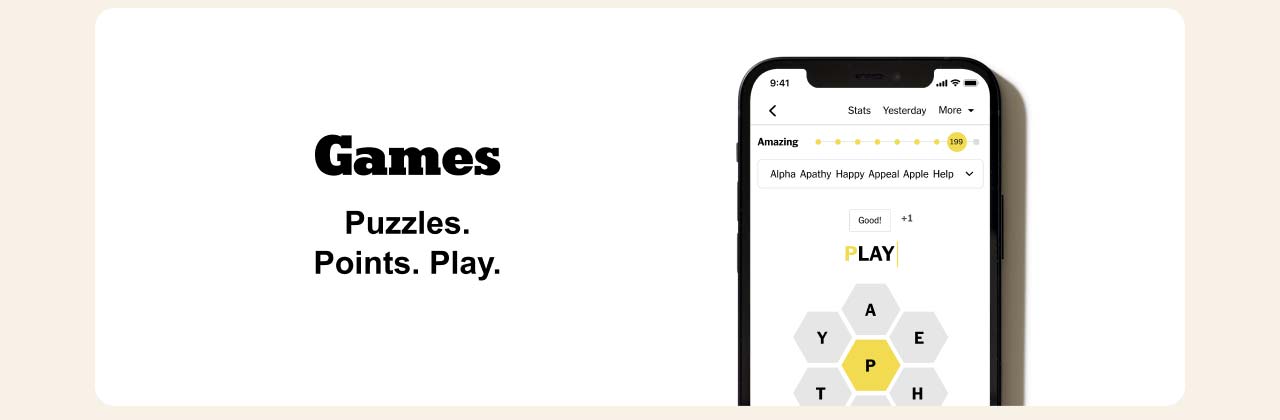 Games
Puzzles.
Points. Play.
9:41
Stats Yesterday More
Amazing 199
Alpha Apathy Happy Appeal Apple Help
Good! +1
PLAY
A
Y E
P
T H